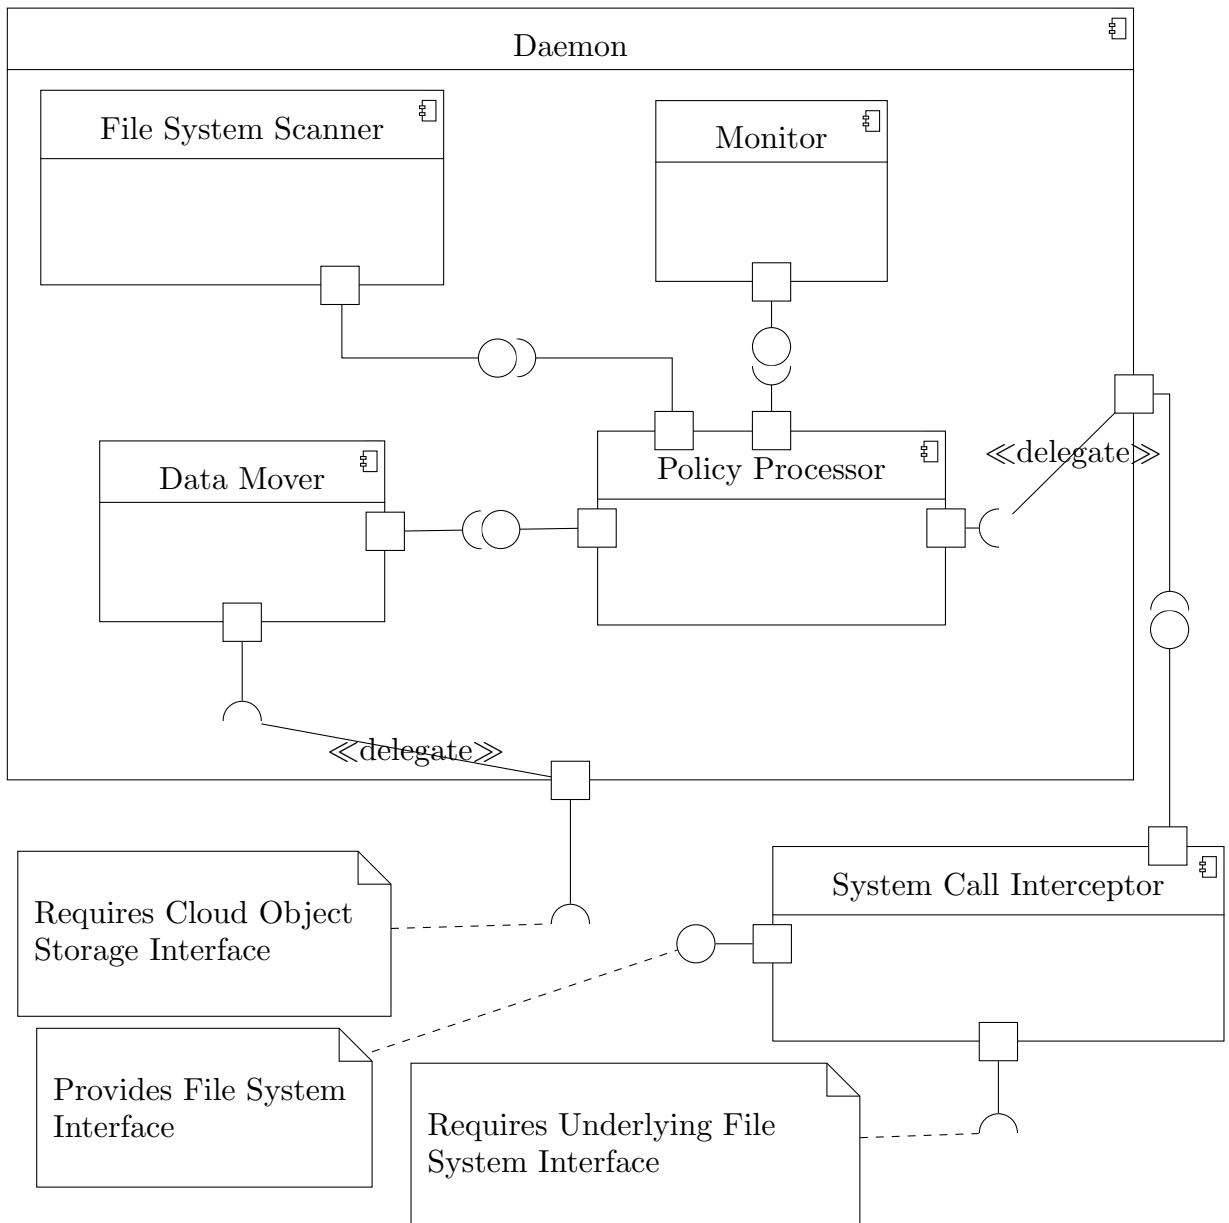 Daemon
File System Scanner
Monitor
Data Mover
Policy Processor
≪delegate≫
≪delegate≫
System Call Interceptor
Requires Cloud Object
Storage Interface
Provides File System
Interface
Requires Underlying File
System Interface